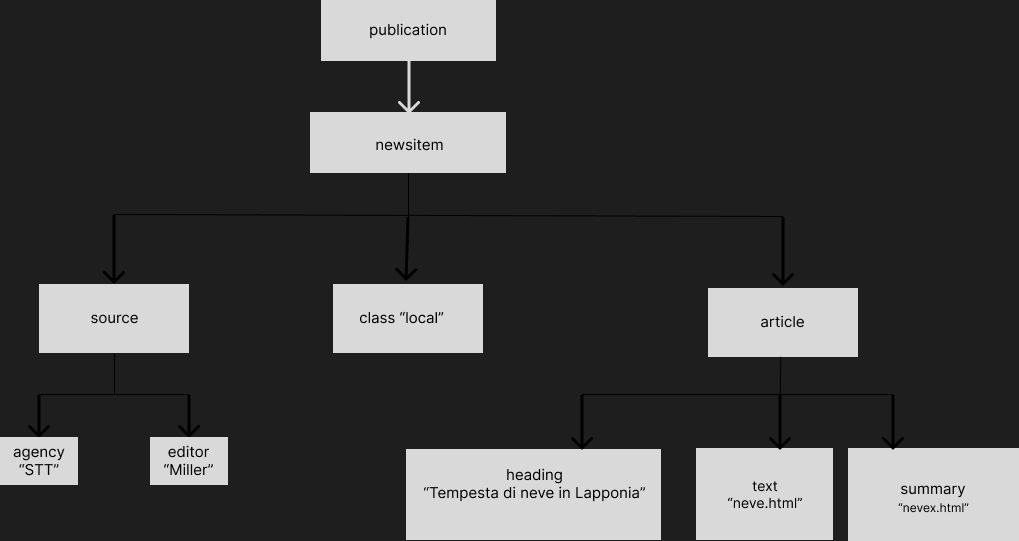 publication
newsitem
source
class “local”
article
agency
“STT”
editor
“Miller”
heading
“Tempesta di neve in Lapponia”
text
“neve.html”
summary
“nevex.html”